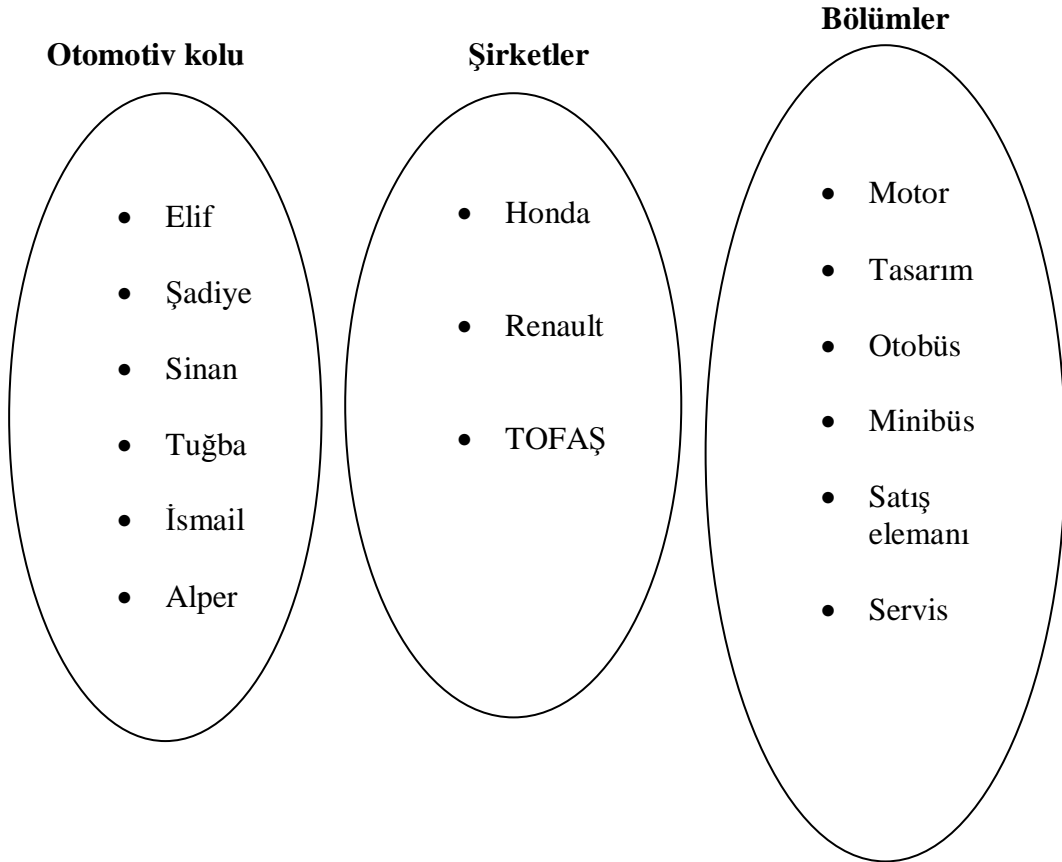 Otomotiv kolu
• Elif
• Şadiye
• Sinan
• Tuğba
• İsmail
• Alper
Şirketler
• Honda
• Renault
• TOFAŞ
Bölümler
• Motor
• Tasarım
• Otobüs
• Minibüs
• Satış
elemanı
• Servis